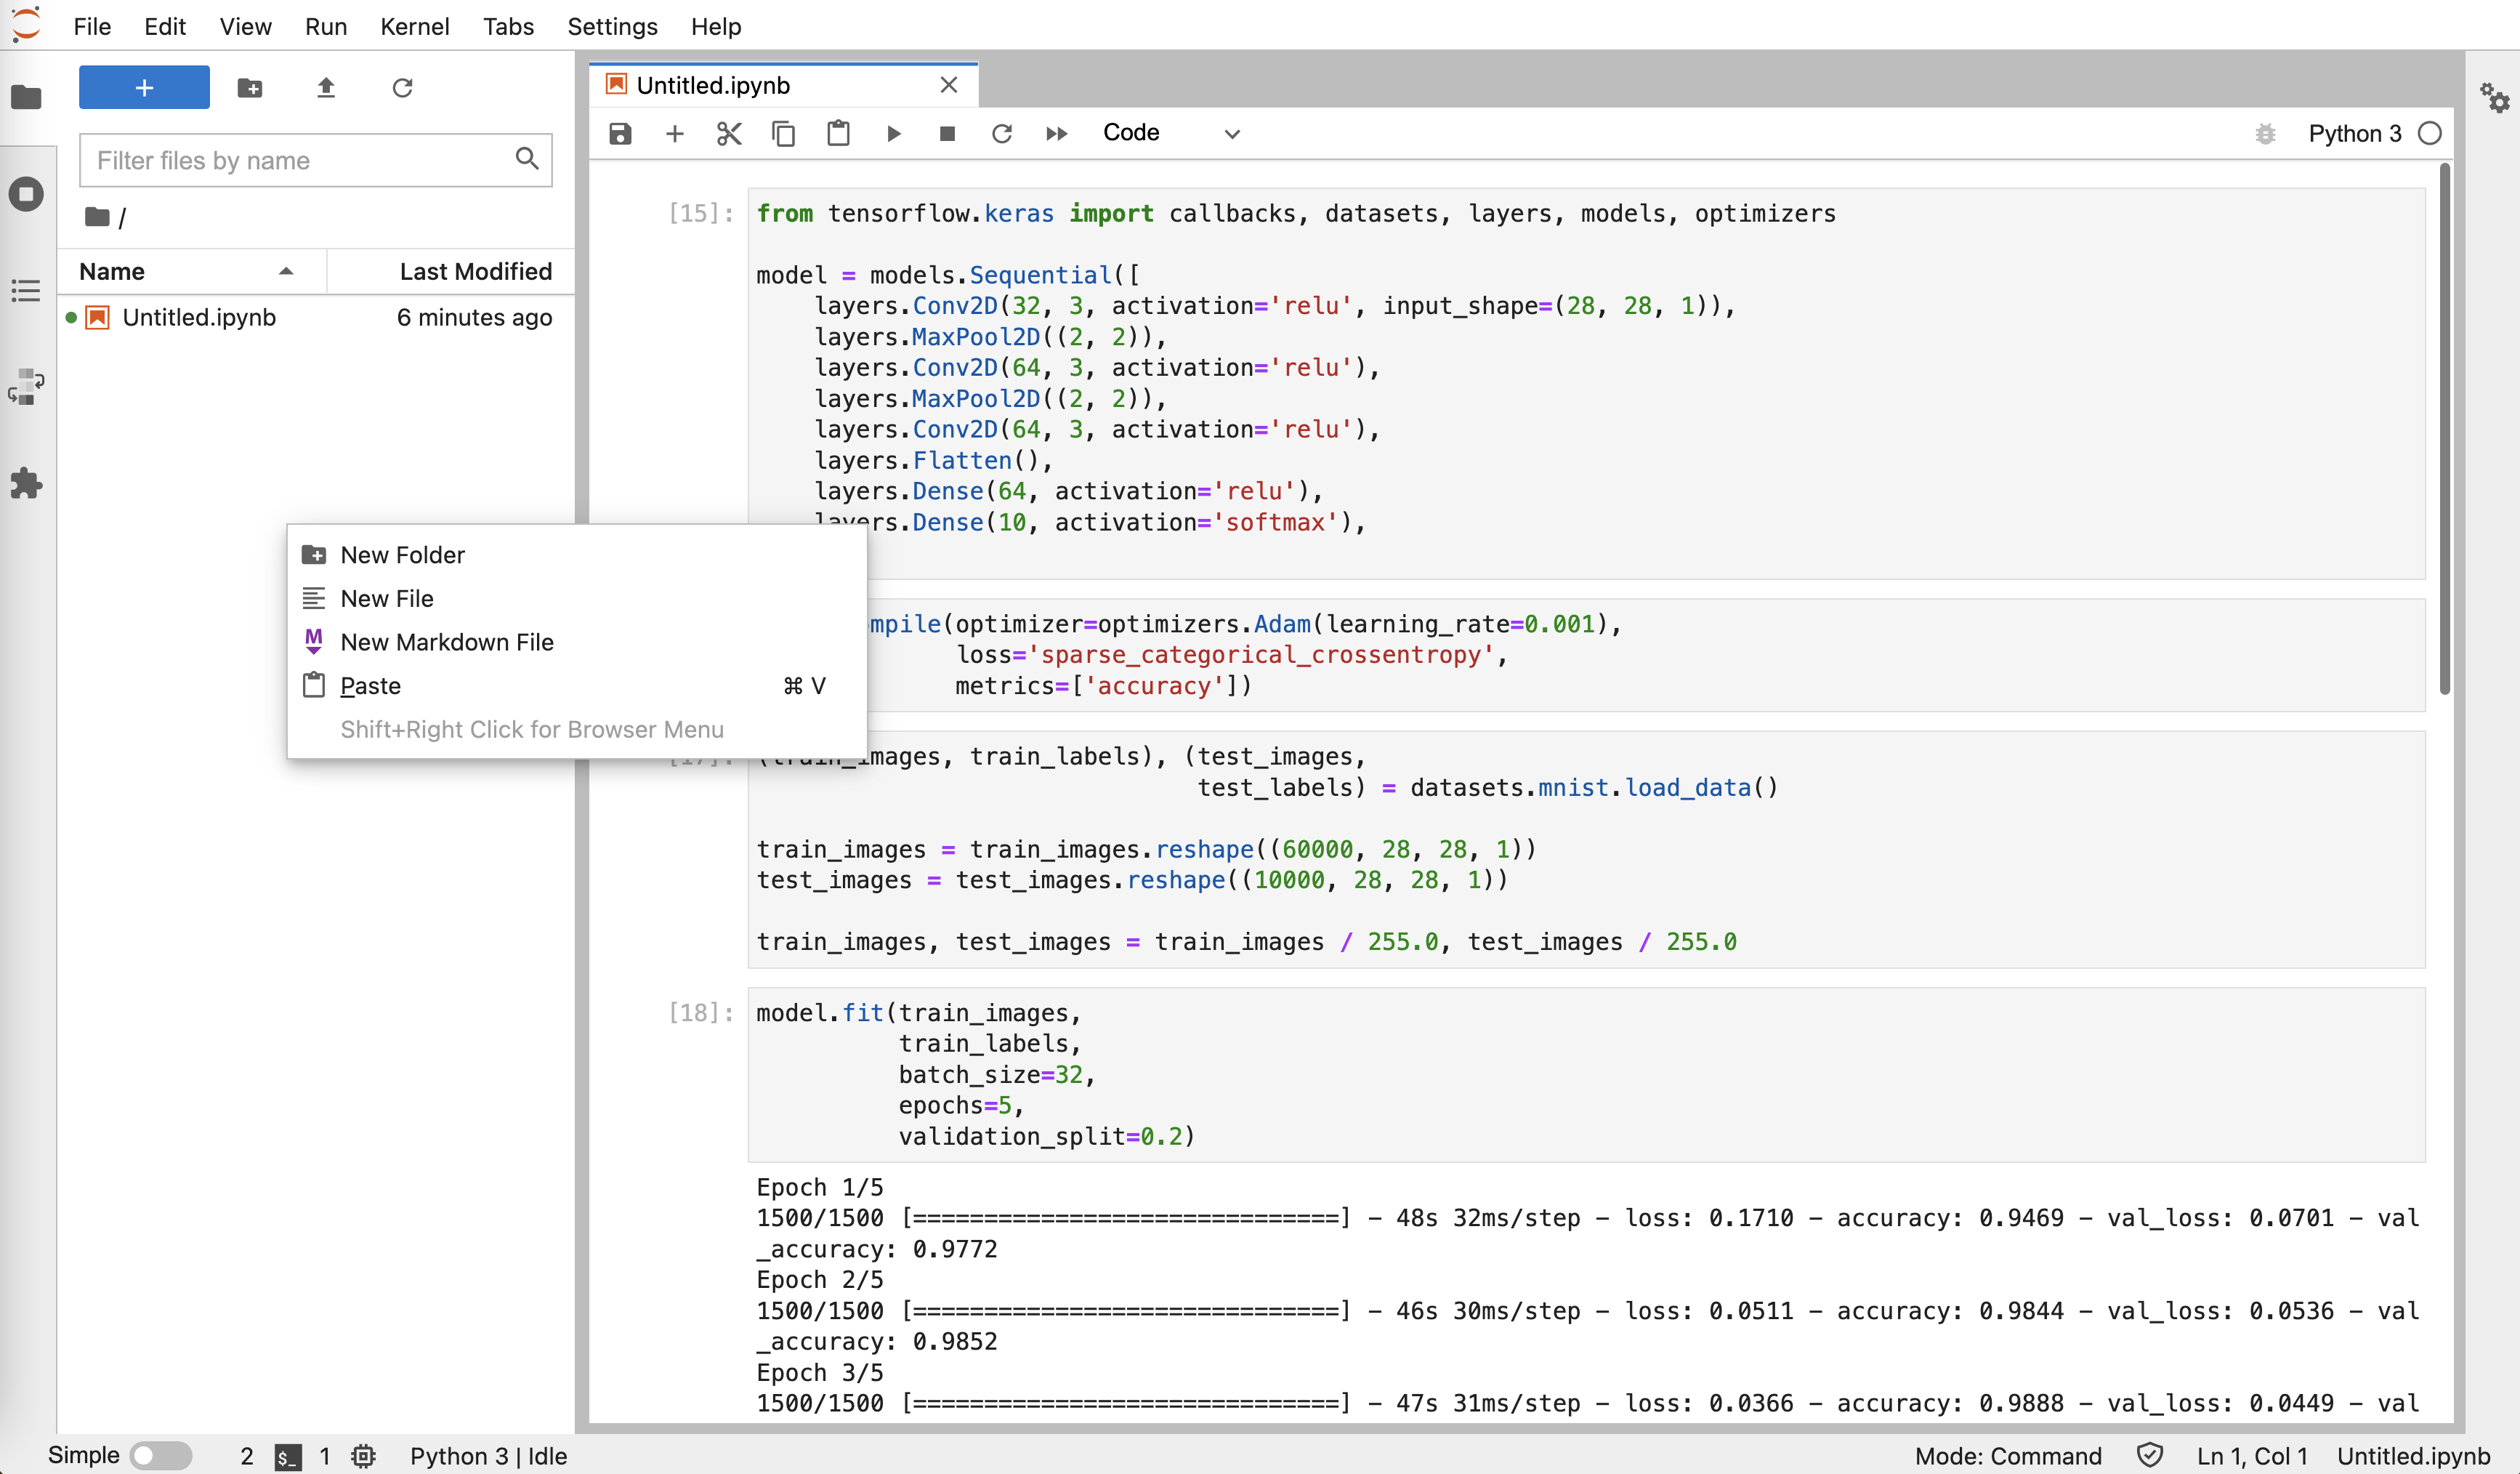 File Edit View Run Kernel Tabs Settings Help
Filter files by name
/
Name Last Modified
Untitled.ipynb 6 minutes ago
New Folder
New File
M New Markdown File
Paste ⌘ V
Shift+Right Click for Browser Menu
Untitled.ipynb
Code Python 3
[15]: from tensorflow.keras import callbacks, datasets, layers, models, optimizers
model = models.Sequential([
layers.Conv2D(32, 3, activation='relu', input_shape=(28, 28, 1)),
layers.MaxPool2D((2, 2)),
layers.Conv2D(64, 3, activation='relu'),
layers.MaxPool2D((2, 2)),
layers.Conv2D(64, 3, activation='relu'),
layers.Flatten(),
layers.Dense(64, activation='relu'),
layers.Dense(10, activation='softmax'),
mpile(optimizer=optimizers.Adam(learning_rate=0.001),
loss='sparse_categorical_crossentropy',
metrics=['accuracy'])
[17]: (train_images, train_labels), (test_images,
test_labels) = datasets.mnist.load_data()
train_images = train_images.reshape((60000, 28, 28, 1))
test_images = test_images.reshape((10000, 28, 28, 1))
train_images, test_images = train_images / 255.0, test_images / 255.0
[18]: model.fit(train_images,
train_labels,
batch_size=32,
epochs=5,
validation_split=0.2)
Epoch 1/5
1500/1500 [==============================] - 48s 32ms/step - loss: 0.1710 - accuracy: 0.9469 - val_loss: 0.0701 - val
_accuracy: 0.9772
Epoch 2/5
1500/1500 [==============================] - 46s 30ms/step - loss: 0.0511 - accuracy: 0.9844 - val_loss: 0.0536 - val
_accuracy: 0.9852
Epoch 3/5
1500/1500 [==============================] - 47s 31ms/step - loss: 0.0366 - accuracy: 0.9888 - val_loss: 0.0449 - val
Simple 2 $_ 1 Python 3 | Idle Mode: Command Ln 1, Col 1 Untitled.ipynb